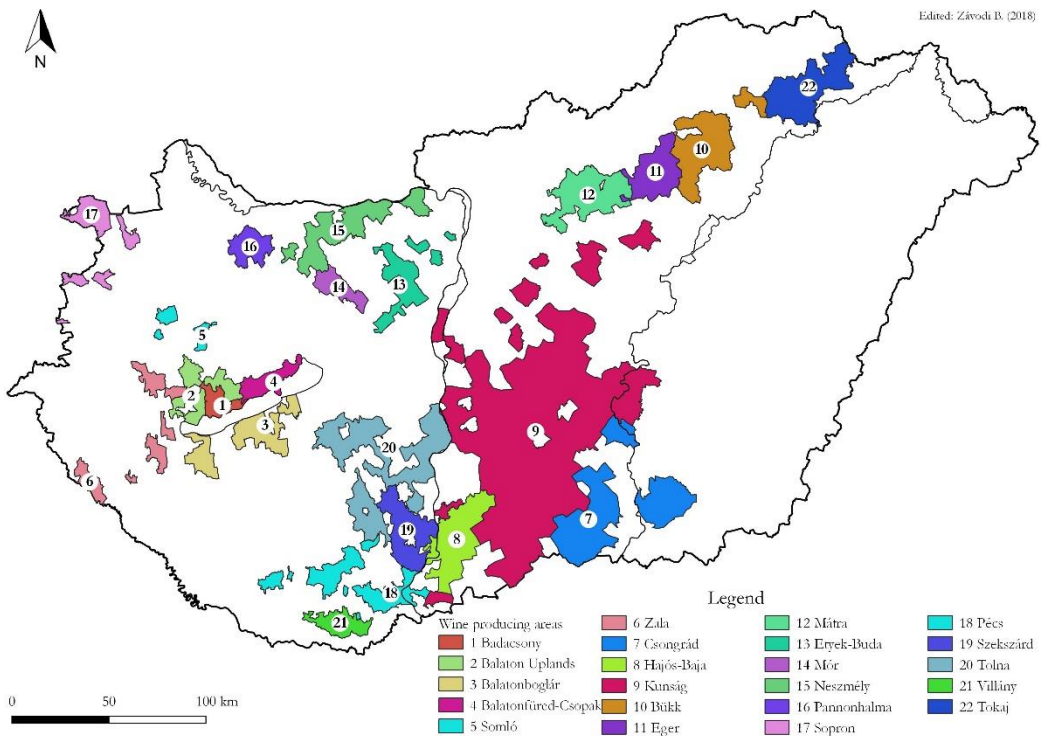 Edited: Závodi B. (2018)
N
22
10
11
12
17
15
16
14
13
5
4
2
1
3
9
20
6
7
19
8
18
21
Legend
Wine producing areas
1 Badacsony
2 Balaton Uplands
3 Balatonboglár
4 Balatonfüred-Csopak
5 Somló
6 Zala
7 Csongrád
8 Hajós-Baja
9 Kunság
10 Bükk
11 Eger
12 Mátra
13 Etyek-Buda
14 Mór
15 Neszmély
16 Pannonhalma
17 Sopron
18 Pécs
19 Szekszárd
20 Tolna
21 Villány
22 Tokaj
0 50 100 km